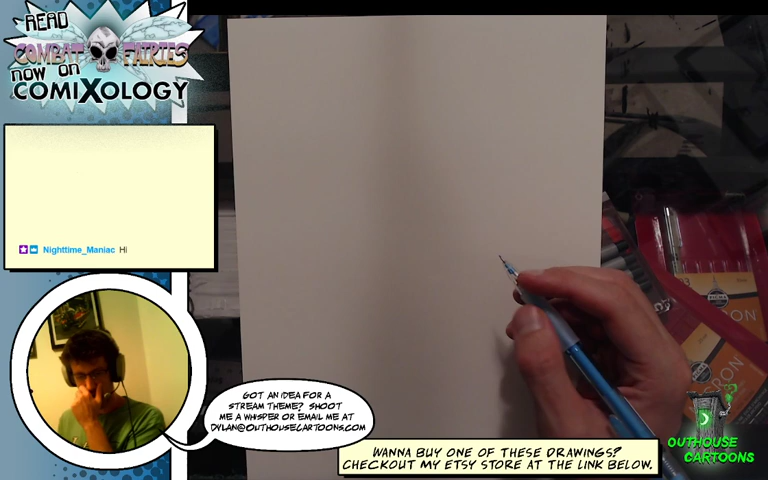 READ
COMBAT FAIRIES
NOW ON
COMIXOLOGY
Nighttime_Maniac Hi
GOT AN IDEA FOR A
STREAM THEME? SHOOT
ME A WHISPER OR EMAIL ME AT
DYLAN@OUTHOUSECARTOONS.COM
WANNA BUY ONE OF THESE DRAWINGS?
CHECKOUT MY ETSY STORE AT THE LINK BELOW.
OUTHOUSE
CARTOONS